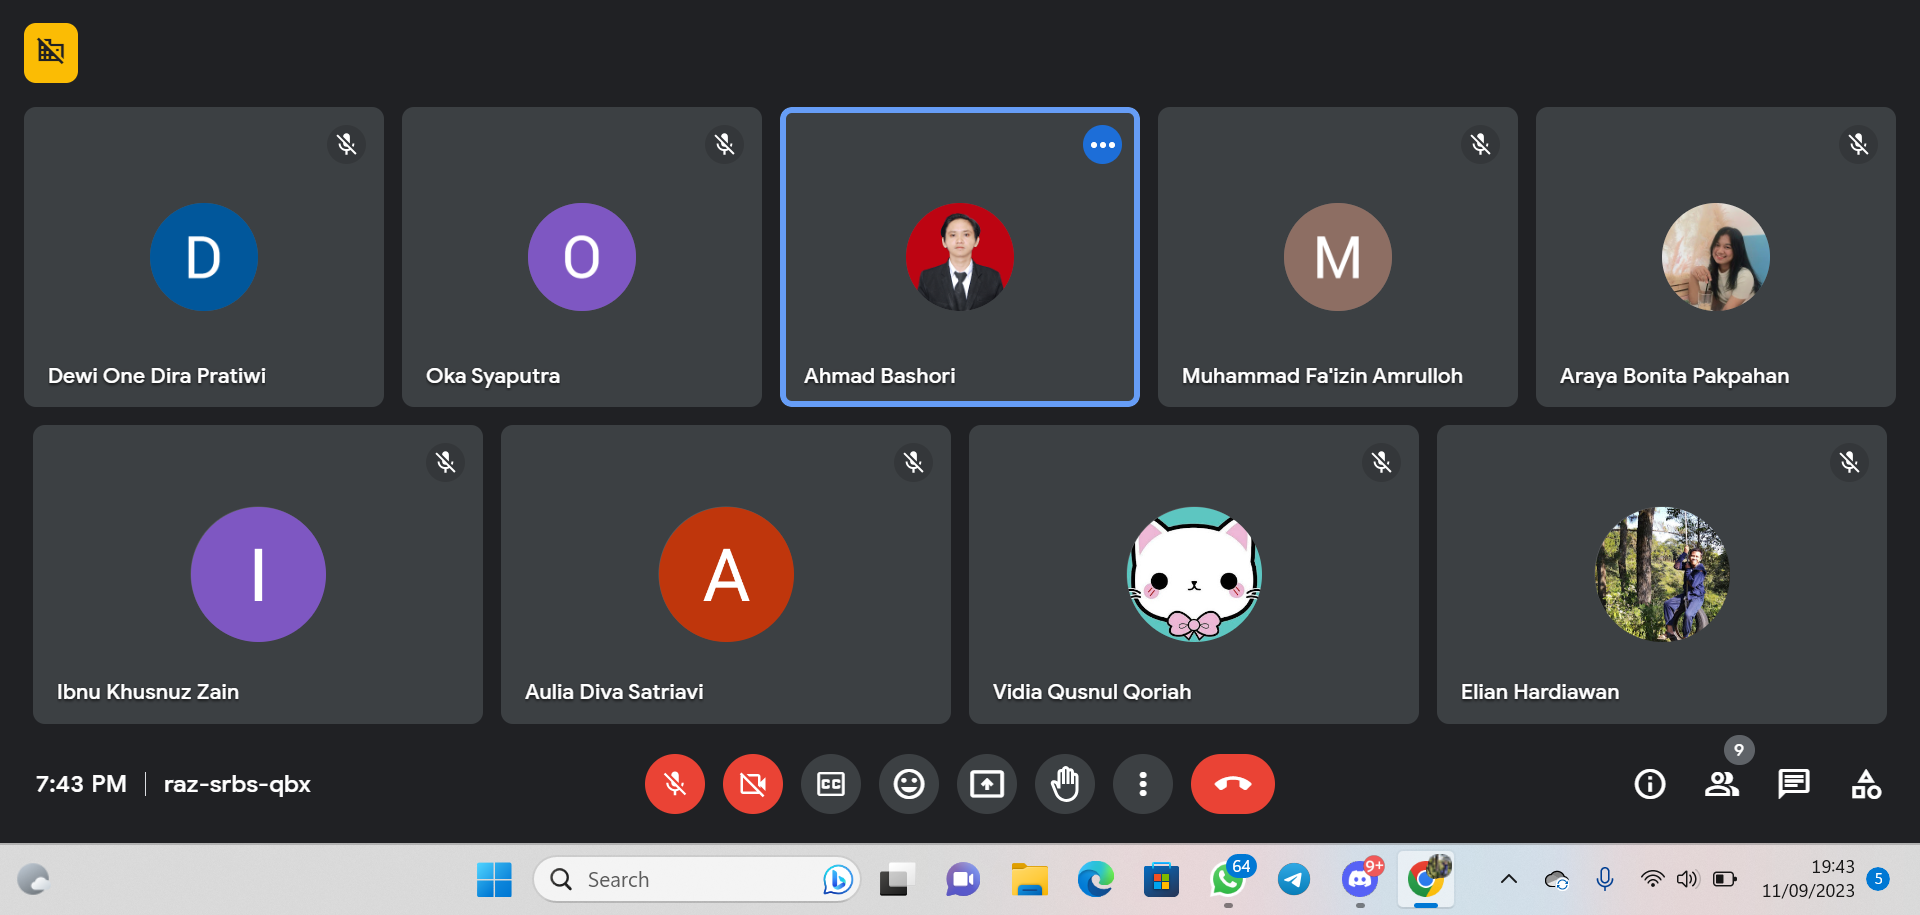 D
O
M
Dewi One Dira Pratiwi
Oka Syaputra
Ahmad Bashori
Muhammad Fa'izin Amrulloh
Araya Bonita Pakpahan
I
A
Ibnu Khusnuz Zain
Aulia Diva Satriavi
Vidia Qusnul Qoriah
Elian Hardiawan
7:43 PM
raz-srbs-qbx
CC
9
Search
64
9+
19:43
11/09/2023
5